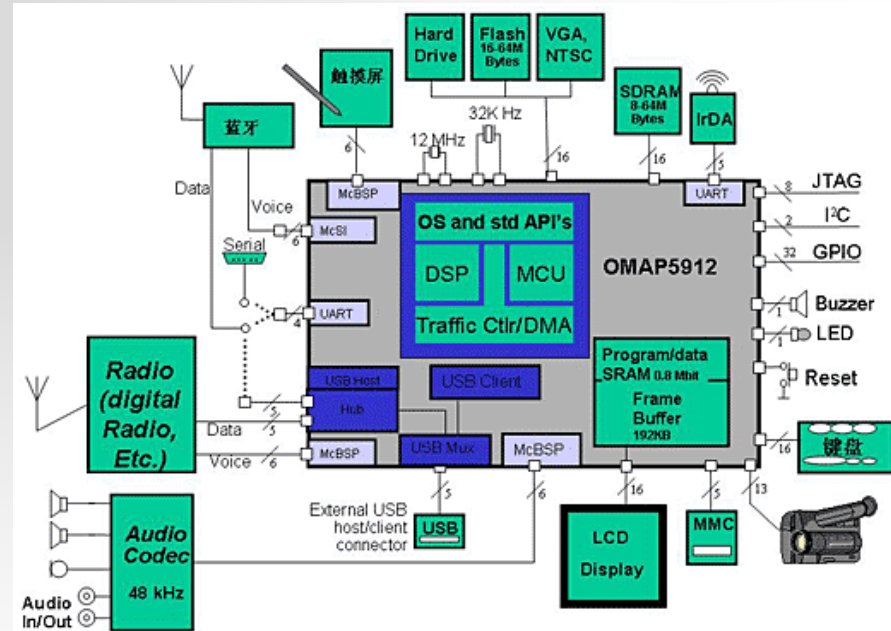 Hard
Drive
Flash
16-64M
Bytes
VGA,
NTSC
触摸屏
SDRAM
8-64M
Bytes
IrDA
蓝牙
32K Hz
12 MHz
6
16
16
5
Data
Voice
McBSP
UART
8
JTAG
2
I²C
32
GPIO
OS and std API's
DSP
MCU
Traffic Ctlr/DMA
OMAP5912
6
McSI
Serial
4
UART
1
Buzzer
1
LED
Reset
Program/data
SRAM 0.8 Mbit
Frame
Buffer
192KB
Radio
(digital
Radio,
Etc.)
USB Host
Hub
USB Client
5
Data
5
Voice
6
McBSP
USB Mux
McBSP
16
键盘
5
6
16
5
13
External USB
host/client
connector
USB
LCD
Display
MMC
Audio
Codec
48 kHz
Audio
In/Out